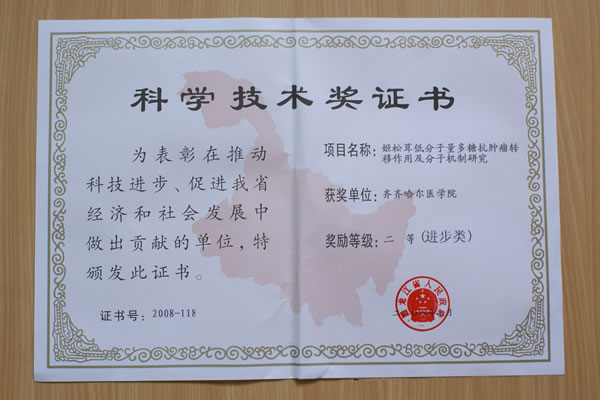 科学技术奖证书
为表彰在推动
科技进步、促进我省
经济和社会发展中
做出贡献的单位,特
颁发此证书。
证书号:2008-118
项目名称:姬松茸低分子量多糖抗肿瘤转
移作用及分子机制研究
获奖单位:齐齐哈尔医学院
奖励等级:二 等(进步类)
黑龙江省人民政府
月